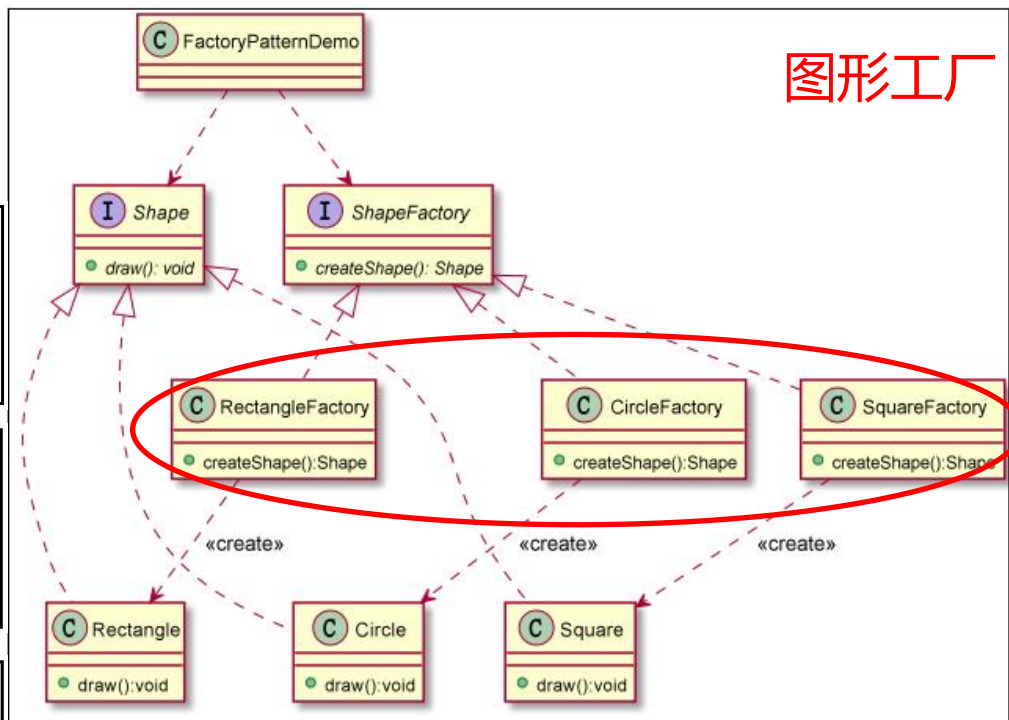 C FactoryPatternDemo
图形工厂
I Shape
draw(): void
I ShapeFactory
createShape(): Shape
C RectangleFactory
createShape():Shape
C CircleFactory
createShape():Shape
C SquareFactory
createShape():Shape
«create»
«create»
«create»
C Rectangle
draw():void
C Circle
draw():void
C Square
draw():void